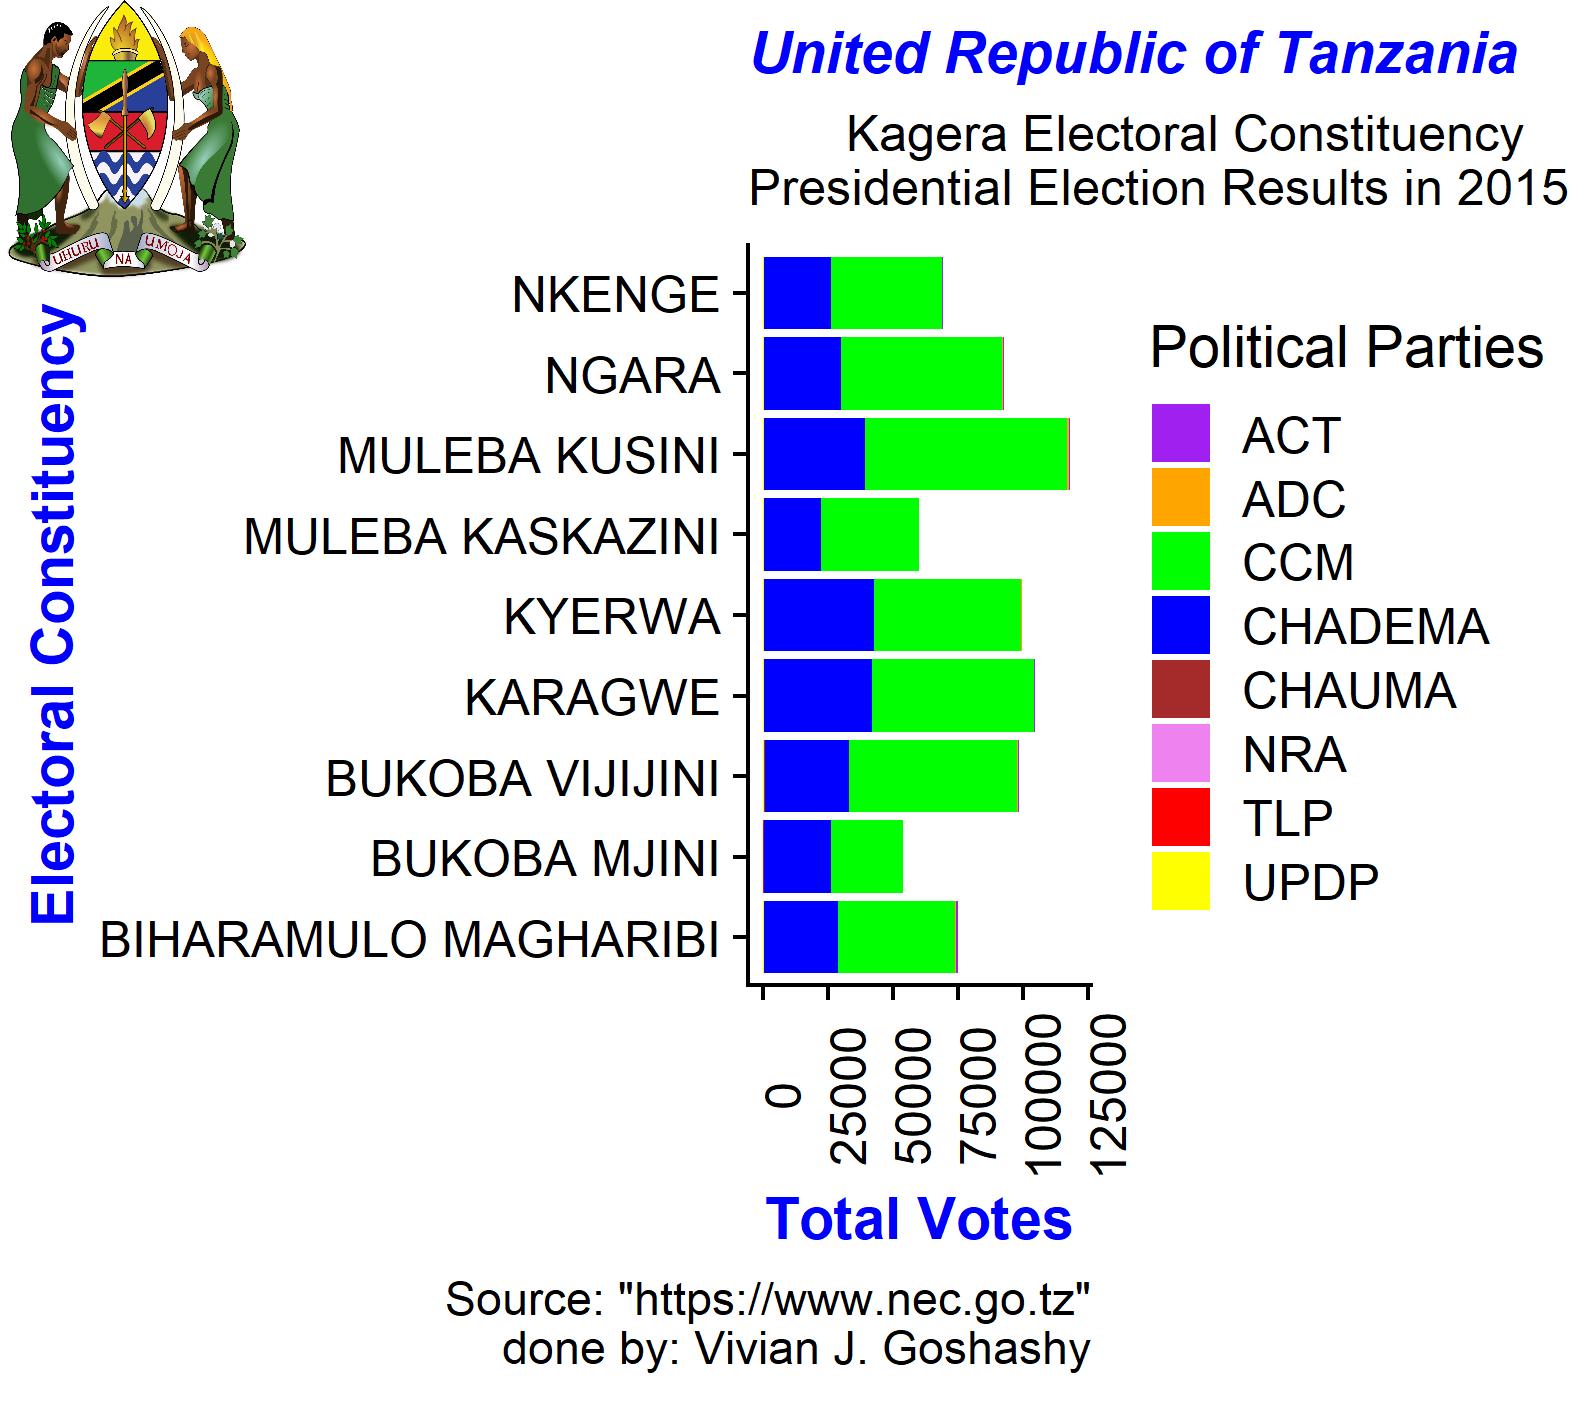 United Republic of Tanzania
Kagera Electoral Constituency
Presidential Election Results in 2015
UHURU NA UMOJA
Electoral Constituency
NKENGE
NGARA
MULEBA KUSINI
MULEBA KASKAZINI
KYERWA
KARAGWE
BUKOBA VIJIJINI
BUKOBA MJINI
BIHARAMULO MAGHARIBI
0
25000
50000
75000
100000
125000
Total Votes
Political Parties
ACT
ADC
CCM
CHADEMA
CHAUMA
NRA
TLP
UPDP
Source: "https://www.nec.go.tz"
done by: Vivian J. Goshashy